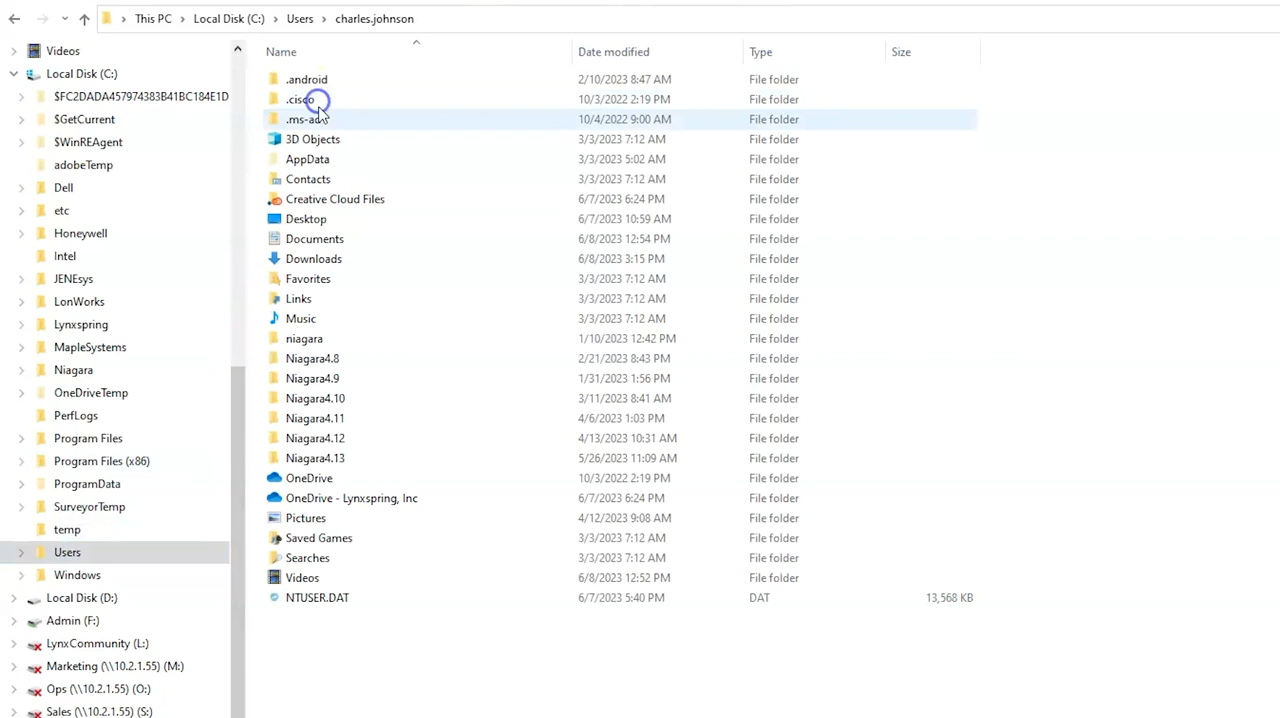 This PC > Local Disk (C:) > Users > charles.johnson
Name Date modified Type Size
Videos
Local Disk (C:)
$FC2DADA457974383B41BC184E1D
$GetCurrent
$WinREAgent
adobeTemp
Dell
etc
Honeywell
Intel
JENEsys
LonWorks
Lynxspring
MapleSystems
Niagara
OneDriveTemp
PerfLogs
Program Files
Program Files (x86)
ProgramData
SurveyorTemp
temp
Users
Windows
Local Disk (D:)
Admin (F:)
LynxCommunity (L:)
Marketing (\\10.2.1.55) (M:)
Ops (\\10.2.1.55) (O:)
Sales (\\10.2.1.55) (S:)
.android 2/10/2023 8:47 AM File folder
.cisco 10/3/2022 2:19 PM File folder
10/4/2022 9:00 AM File folder
3D Objects 3/3/2023 7:12 AM File folder
AppData 3/3/2023 5:02 AM File folder
Contacts 3/3/2023 7:12 AM File folder
Creative Cloud Files 6/7/2023 6:24 PM File folder
Desktop 6/7/2023 10:59 AM File folder
Documents 6/8/2023 12:54 PM File folder
Downloads 6/8/2023 3:15 PM File folder
Favorites 3/3/2023 7:12 AM File folder
Links 3/3/2023 7:12 AM File folder
Music 3/3/2023 7:12 AM File folder
niagara 1/10/2023 12:42 PM File folder
Niagara4.8 2/21/2023 8:43 PM File folder
Niagara4.9 1/31/2023 1:56 PM File folder
Niagara4.10 3/11/2023 8:41 AM File folder
Niagara4.11 4/6/2023 1:03 PM File folder
Niagara4.12 4/13/2023 10:31 AM File folder
Niagara4.13 5/26/2023 11:09 AM File folder
OneDrive 10/3/2022 2:19 PM File folder
OneDrive - Lynxspring, Inc 6/7/2023 6:24 PM File folder
Pictures 4/12/2023 9:08 AM File folder
Saved Games 3/3/2023 7:12 AM File folder
Searches 3/3/2023 7:12 AM File folder
Videos 6/8/2023 12:52 PM File folder
NTUSER.DAT 6/7/2023 5:40 PM DAT 13,568 KB